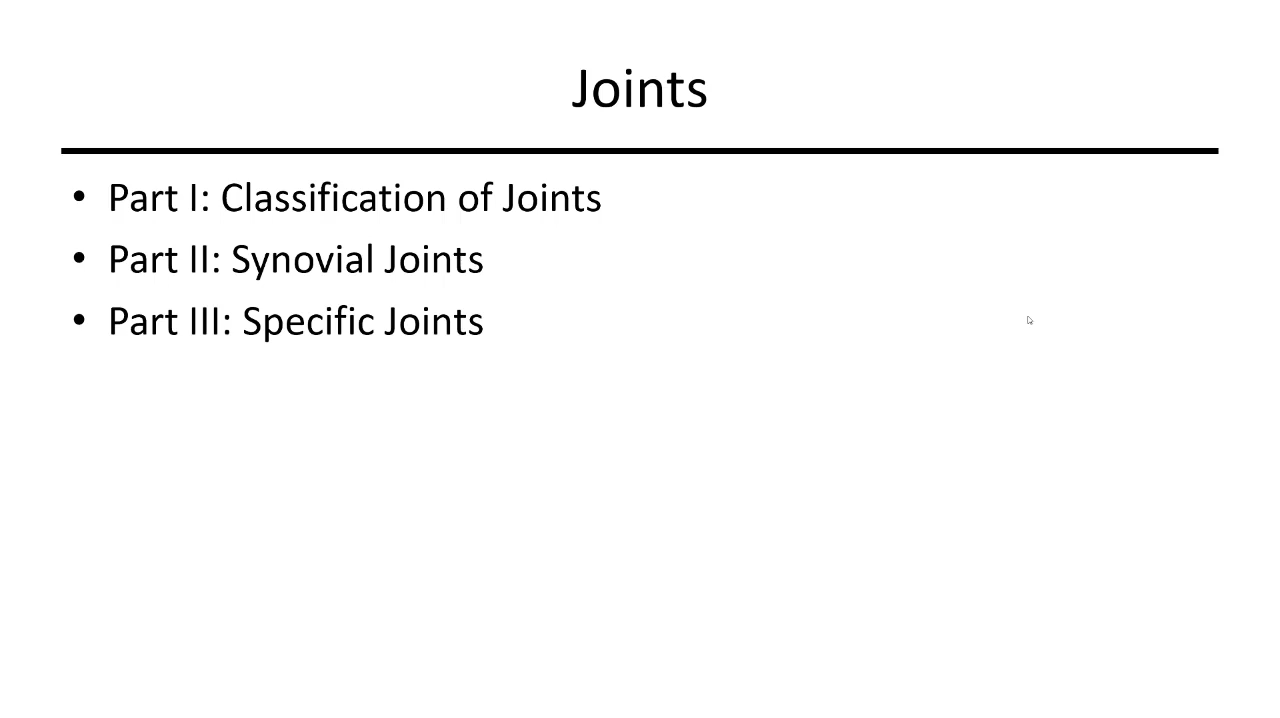 Joints
• Part I: Classification of Joints
• Part II: Synovial Joints
• Part III: Specific Joints